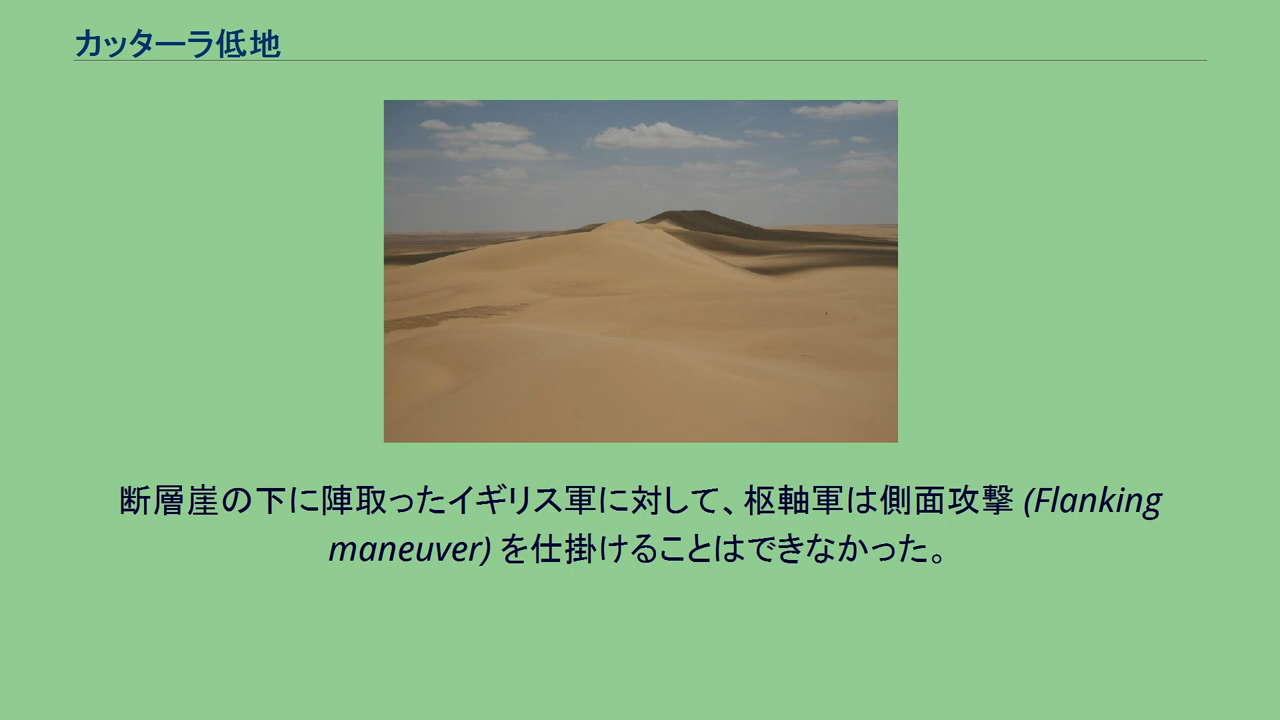 カッターラ低地
断層崖の下に陣取ったイギリス軍に対して、枢軸軍は側面攻撃 (Flanking
maneuver) を仕掛けることはできなかった。